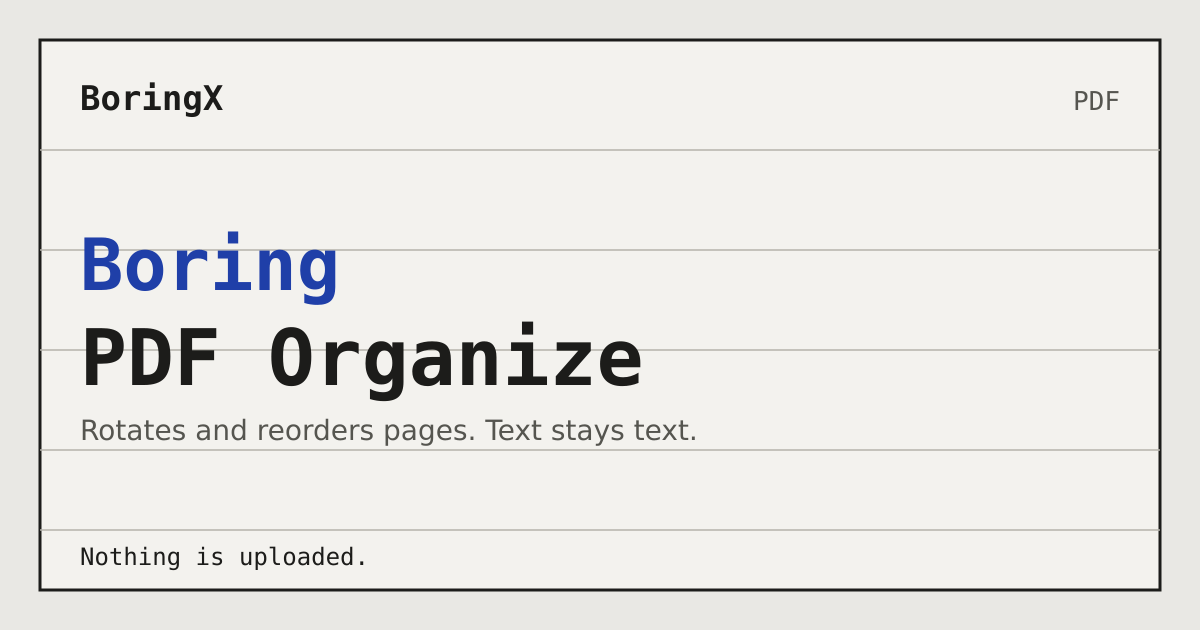 BoringX
PDF
Boring
PDF Organize
Rotates and reorders pages. Text stays text.
Nothing is uploaded.